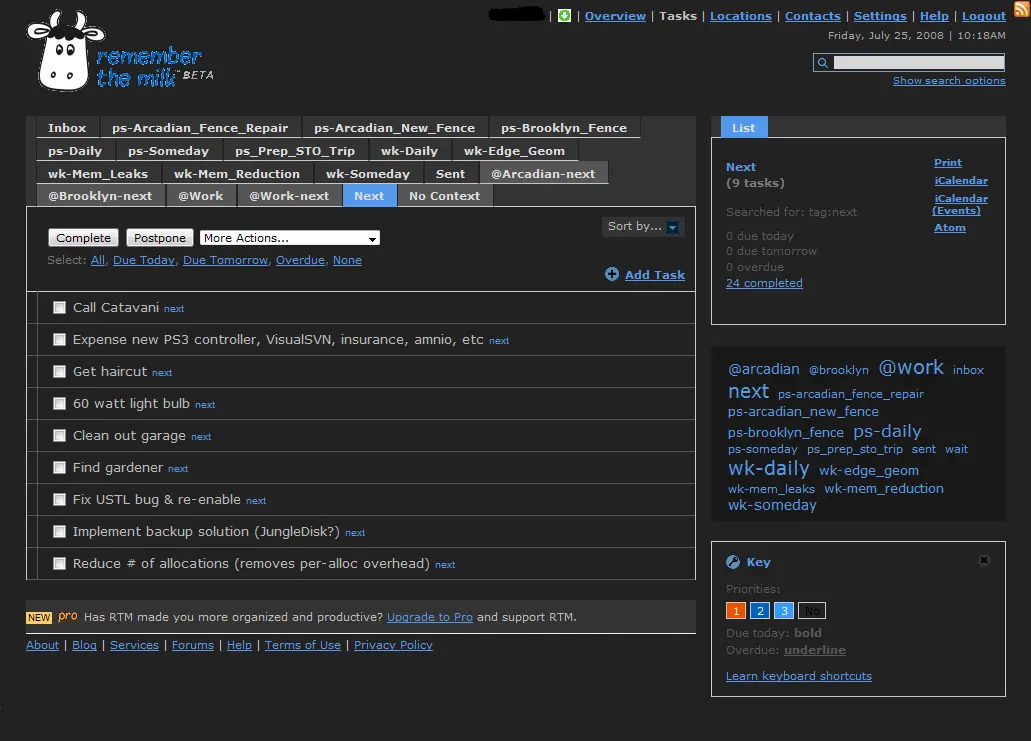 | Overview | Tasks | Locations | Contacts | Settings | Help | Logout
Friday, July 25, 2008 | 10:18AM
remember
the milk™ BETA
Show search options
Inbox ps-Arcadian_Fence_Repair ps-Arcadian_New_Fence ps-Brooklyn_Fence
ps-Daily ps-Someday ps_Prep_STO_Trip wk-Daily wk-Edge_Geom
wk-Mem_Leaks wk-Mem_Reduction wk-Someday Sent @Arcadian-next
@Brooklyn-next @Work @Work-next Next No Context
Complete Postpone More Actions...
Sort by...
Select: All, Due Today, Due Tomorrow, Overdue, None
Add Task
Call Catavani next
Expense new PS3 controller, VisualSVN, insurance, amnio, etc next
Get haircut next
60 watt light bulb next
Clean out garage next
Find gardener next
Fix USTL bug & re-enable next
Implement backup solution (JungleDisk?) next
Reduce # of allocations (removes per-alloc overhead) next
NEW pro Has RTM made you more organized and productive? Upgrade to Pro and support RTM.
About | Blog | Services | Forums | Help | Terms of Use | Privacy Policy
List
Next
(9 tasks)
Searched for: tag:next
0 due today
0 due tomorrow
0 overdue
24 completed
Print
iCalendar
iCalendar
(Events)
Atom
@arcadian @brooklyn @work inbox
next ps-arcadian_fence_repair
ps-arcadian_new_fence
ps-brooklyn_fence ps-daily
ps-someday ps_prep_sto_trip sent wait
wk-daily wk-edge_geom
wk-mem_leaks wk-mem_reduction
wk-someday
Key
Priorities:
1 2 3 No
Due today: bold
Overdue: underline
Learn keyboard shortcuts